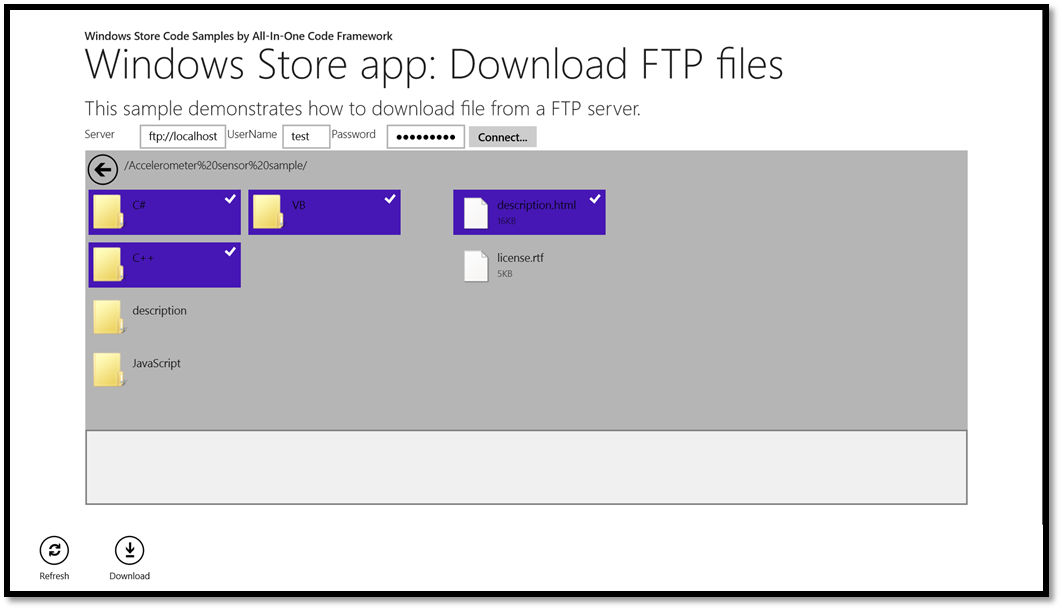 Windows Store Code Samples by All-In-One Code Framework
Windows Store app: Download FTP files
This sample demonstrates how to download file from a FTP server.
Server ftp://localhost UserName test Password ●●●●●●●●● Connect...
/Accelerometer%20sensor%20sample/
C# VB description.html
16KB
C++ license.rtf
5KB
description
JavaScript
Refresh Download